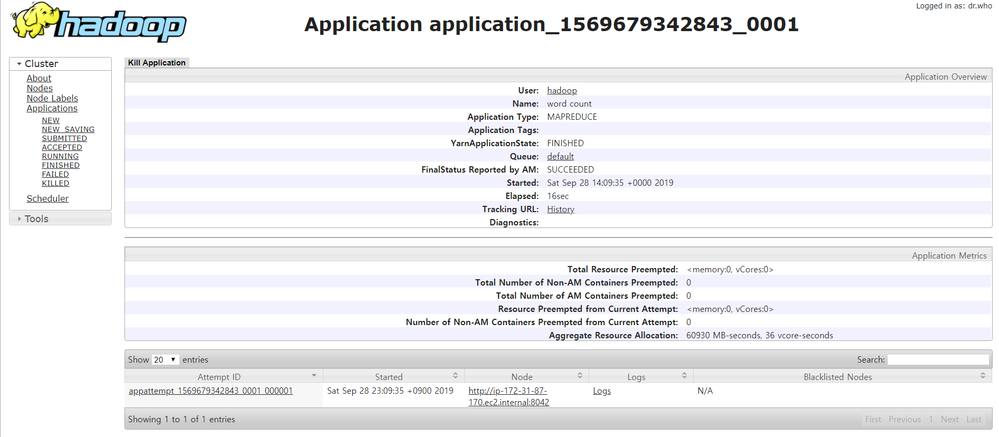 Logged in as: dr.who
hadoop
Application application_1569679342843_0001
Cluster
About
Nodes
Node Labels
Applications
NEW
NEW_SAVING
SUBMITTED
ACCEPTED
RUNNING
FINISHED
FAILED
KILLED
Scheduler
Tools
Kill Application
Application Overview
User: hadoop
Name: word count
Application Type: MAPREDUCE
Application Tags:
YarnApplicationState: FINISHED
Queue: default
FinalStatus Reported by AM: SUCCEEDED
Started: Sat Sep 28 14:09:35 +0000 2019
Elapsed: 16sec
Tracking URL: History
Diagnostics:
Application Metrics
Total Resource Preempted: <memory:0, vCores:0>
Total Number of Non-AM Containers Preempted: 0
Total Number of AM Containers Preempted: 0
Resource Preempted from Current Attempt: <memory:0, vCores:0>
Number of Non-AM Containers Preempted from Current Attempt: 0
Aggregate Resource Allocation: 60930 MB-seconds, 36 vcore-seconds
Show 20 entries Search:
Attempt ID Started Node Logs Blacklisted Nodes
appattempt_1569679342843_0001_000001 Sat Sep 28 23:09:35 +0900 2019 http://ip-172-31-87- Logs N/A
170.ec2.internal:8042
Showing 1 to 1 of 1 entries First Previous 1 Next Last